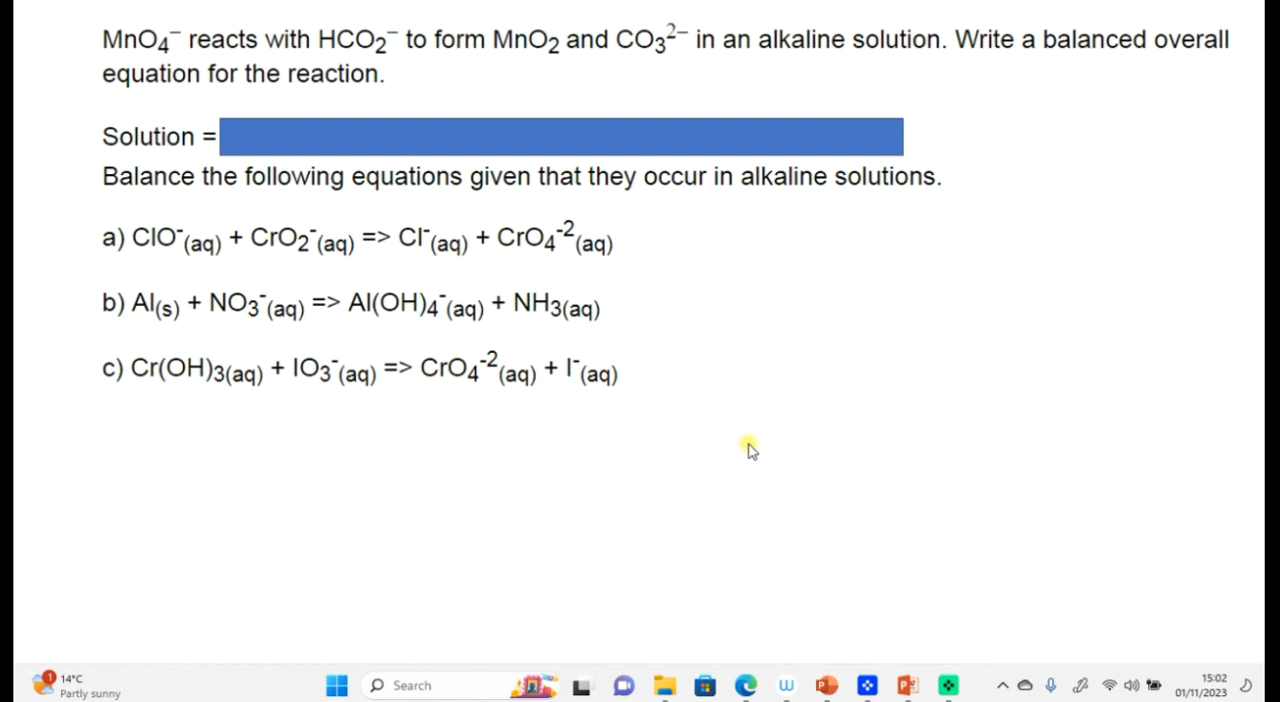 MnO₄⁻ reacts with HCO₂⁻ to form MnO₂ and CO₃²⁻ in an alkaline solution. Write a balanced overall
equation for the reaction.
Solution =
Balance the following equations given that they occur in alkaline solutions.
a) ClO⁻(aq) + CrO₂⁻(aq) => Cl⁻(aq) + CrO₄⁻²(aq)
b) Al(s) + NO₃⁻(aq) => Al(OH)₄⁻(aq) + NH₃(aq)
c) Cr(OH)₃(aq) + IO₃⁻(aq) => CrO₄⁻²(aq) + I⁻(aq)
1
14°C
Partly sunny
Search
15:02
01/11/2023